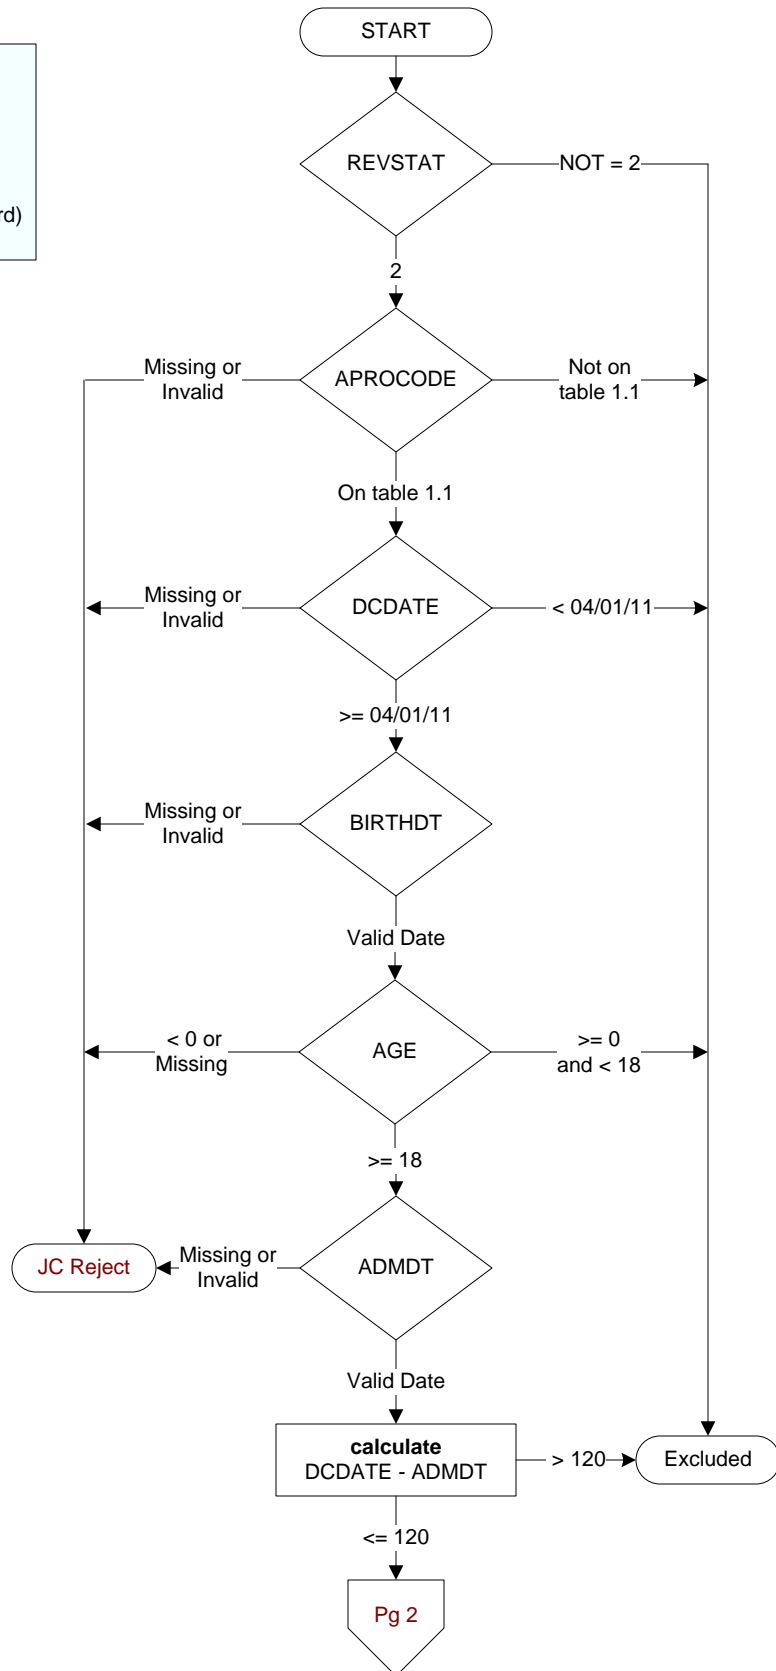 START
rd)
REVSTAT
NOT = 2
2
Missing or
Invalid
APROCODE
Not on
table 1.1
On table 1.1
Missing or
Invalid
DCDATE
< 04/01/11
>= 04/01/11
Missing or
Invalid
BIRTHDT
Valid Date
< 0 or
Missing
AGE
>= 0
and < 18
>= 18
JC Reject
Missing or
Invalid
ADMDT
Valid Date
calculate
DCDATE - ADMDT
> 120
Excluded
<= 120
Pg 2